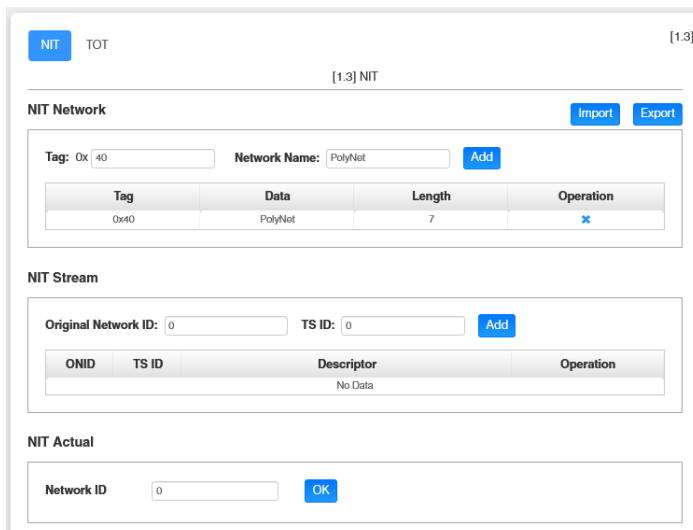 NIT TOT [1.3]
[1.3] NIT
NIT Network Import Export
Tag: 0x 40 Network Name: PolyNet Add
Tag Data Length Operation
0x40 PolyNet 7
NIT Stream
Original Network ID: 0 TS ID: 0 Add
ONID TS ID Descriptor Operation
No Data
NIT Actual
Network ID 0 OK